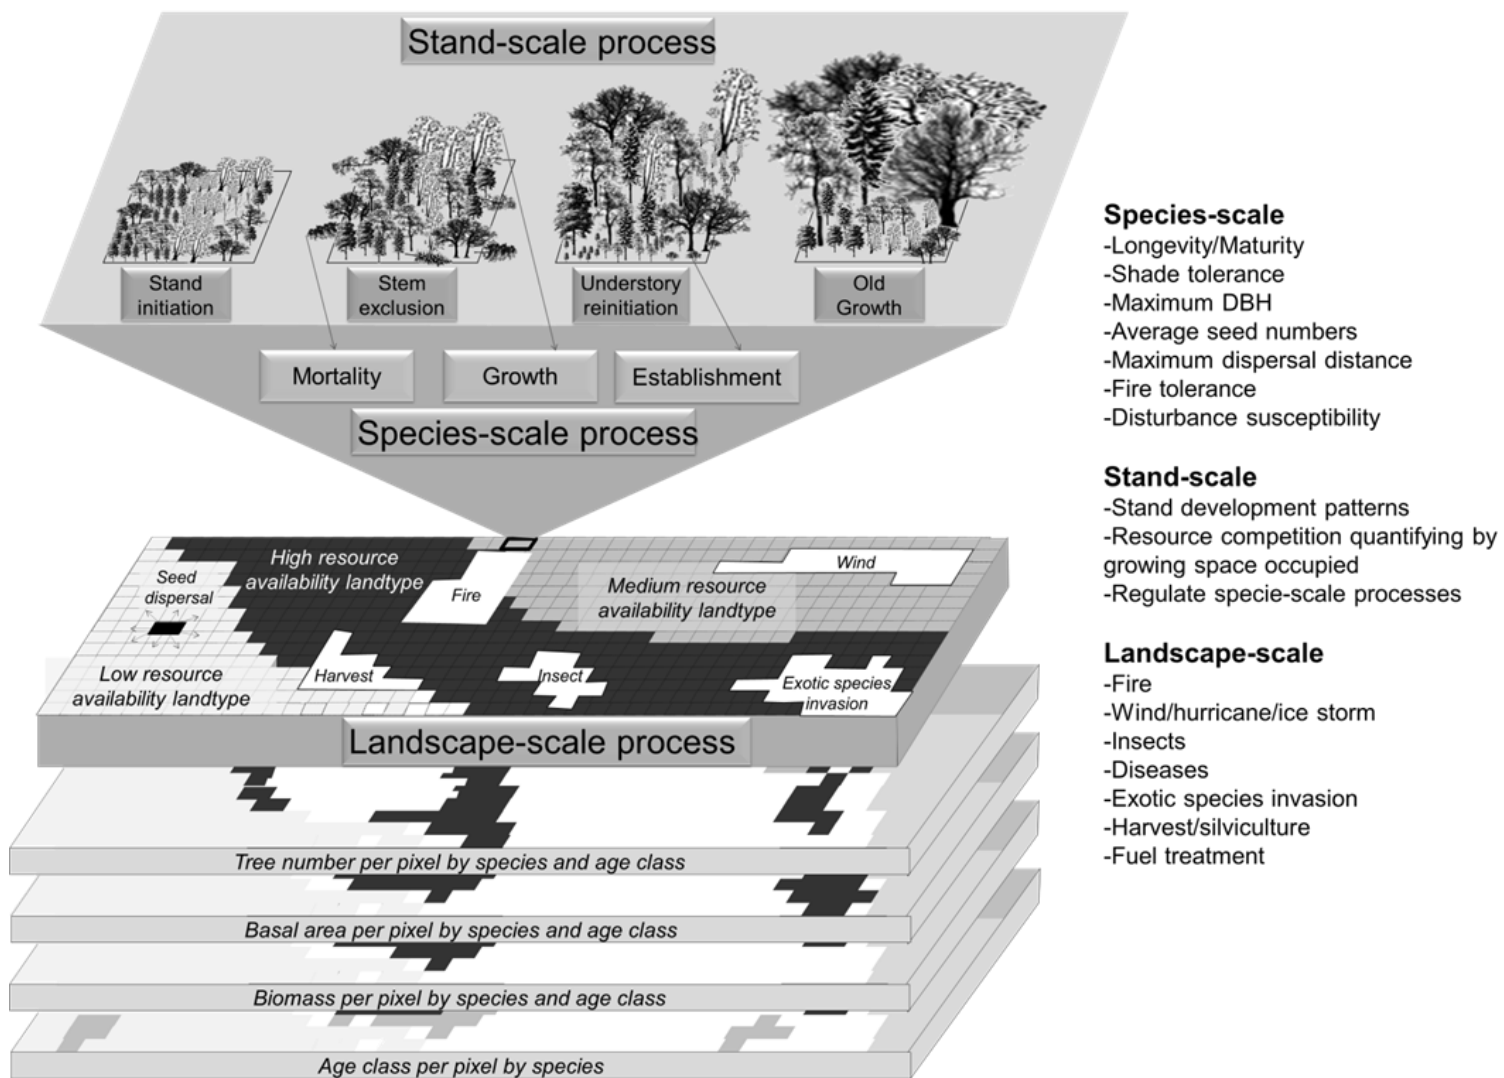 Stand-scale process
Stand
initiation
Stem
exclusion
Understory
reinitiation
Old
Growth
Mortality
Growth
Establishment
Species-scale process
High resource
availability landtype
Seed
dispersal
Fire
Medium resource
availability landtype
Wind
Low resource
availability landtype
Harvest
Insect
Exotic species
invasion
Landscape-scale process
Tree number per pixel by species and age class
Basal area per pixel by species and age class
Biomass per pixel by species and age class
Age class per pixel by species
Species-scale
-Longevity/Maturity
-Shade tolerance
-Maximum DBH
-Average seed numbers
-Maximum dispersal distance
-Fire tolerance
-Disturbance susceptibility
Stand-scale
-Stand development patterns
-Resource competition quantifying by
growing space occupied
-Regulate specie-scale processes
Landscape-scale
-Fire
-Wind/hurricane/ice storm
-Insects
-Diseases
-Exotic species invasion
-Harvest/silviculture
-Fuel treatment